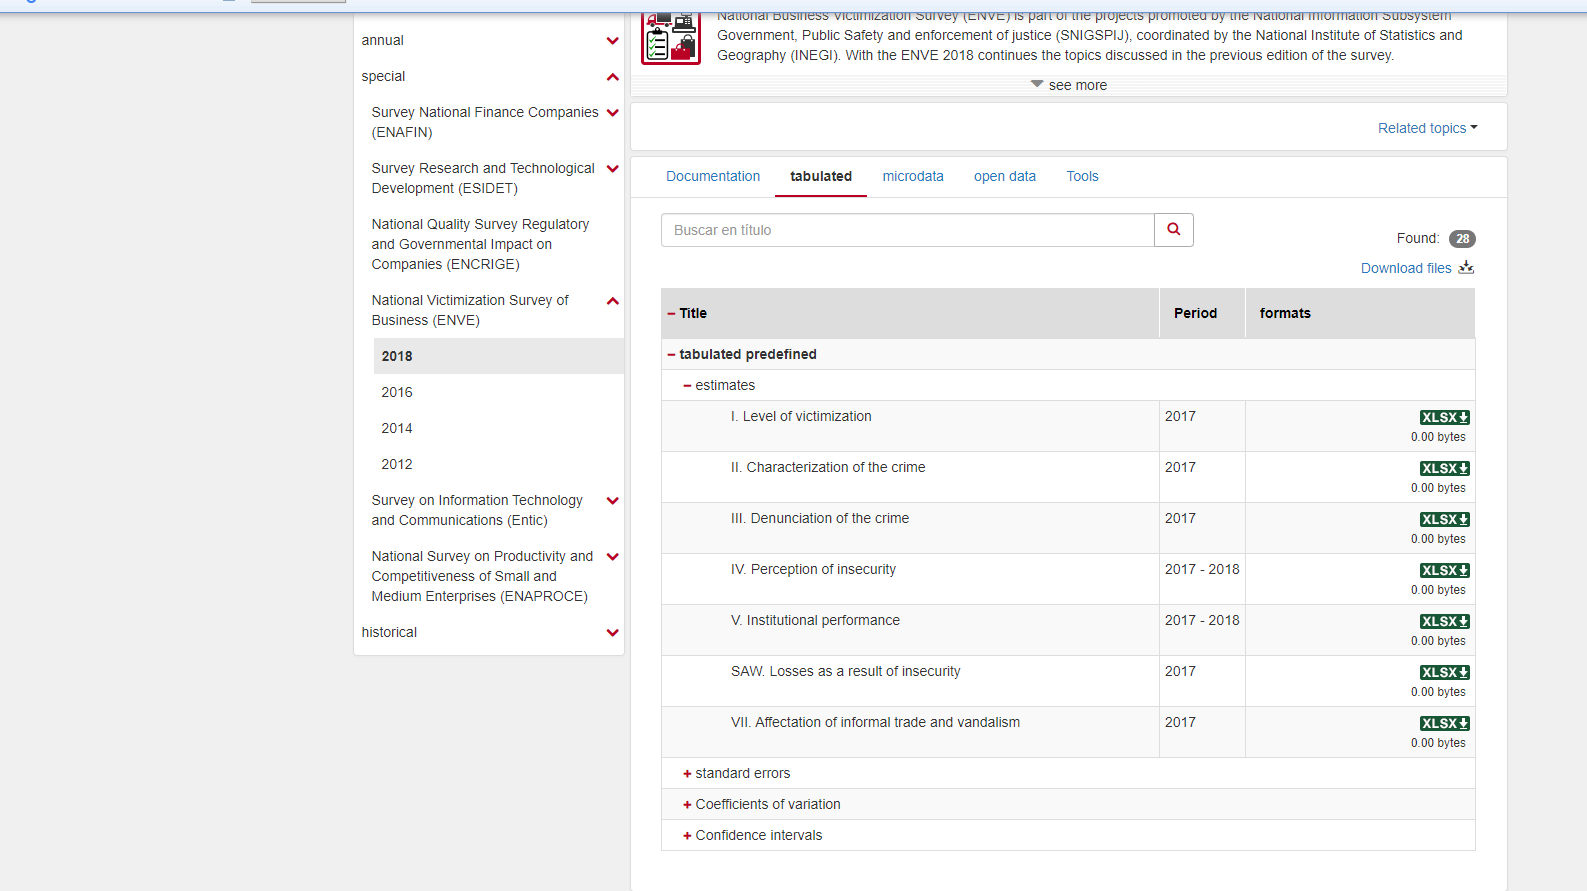 National Business Victimization Survey (ENVE) is part of the projects promoted by the National Information Subsystem
Government, Public Safety and enforcement of justice (SNIGSPIJ), coordinated by the National Institute of Statistics and
Geography (INEGI). With the ENVE 2018 continues the topics discussed in the previous edition of the survey.
see more
Related topics
annual
special
Survey National Finance Companies
(ENAFIN)
Survey Research and Technological
Development (ESIDET)
National Quality Survey Regulatory
and Governmental Impact on
Companies (ENCRIGE)
National Victimization Survey of
Business (ENVE)
2018
2016
2014
2012
Survey on Information Technology
and Communications (Entic)
National Survey on Productivity and
Competitiveness of Small and
Medium Enterprises (ENAPROCE)
historical
Documentation tabulated microdata open data Tools
Buscar en título
Found: 28
Download files
Title Period formats
tabulated predefined
estimates
I. Level of victimization 2017 XLSX
0.00 bytes
II. Characterization of the crime 2017 XLSX
0.00 bytes
III. Denunciation of the crime 2017 XLSX
0.00 bytes
IV. Perception of insecurity 2017 - 2018 XLSX
0.00 bytes
V. Institutional performance 2017 - 2018 XLSX
0.00 bytes
SAW. Losses as a result of insecurity 2017 XLSX
0.00 bytes
VII. Affectation of informal trade and vandalism 2017 XLSX
0.00 bytes
standard errors
Coefficients of variation
Confidence intervals